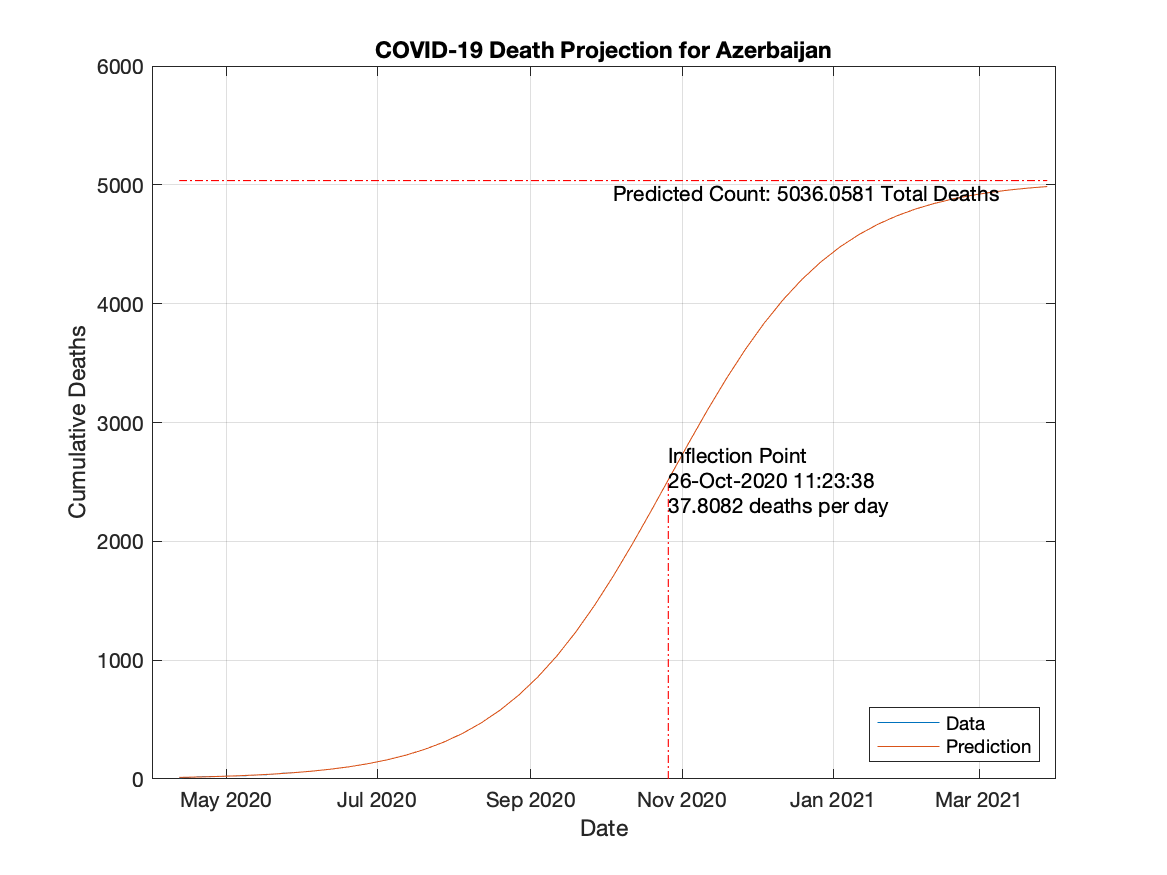 COVID-19 Death Projection for Azerbaijan
6000
5000
4000
3000
2000
1000
0
Cumulative Deaths
Predicted Count: 5036.0581 Total Deaths
Inflection Point
26-Oct-2020 11:23:38
37.8082 deaths per day
Data
Prediction
May 2020 Jul 2020 Sep 2020 Nov 2020 Jan 2021 Mar 2021
Date